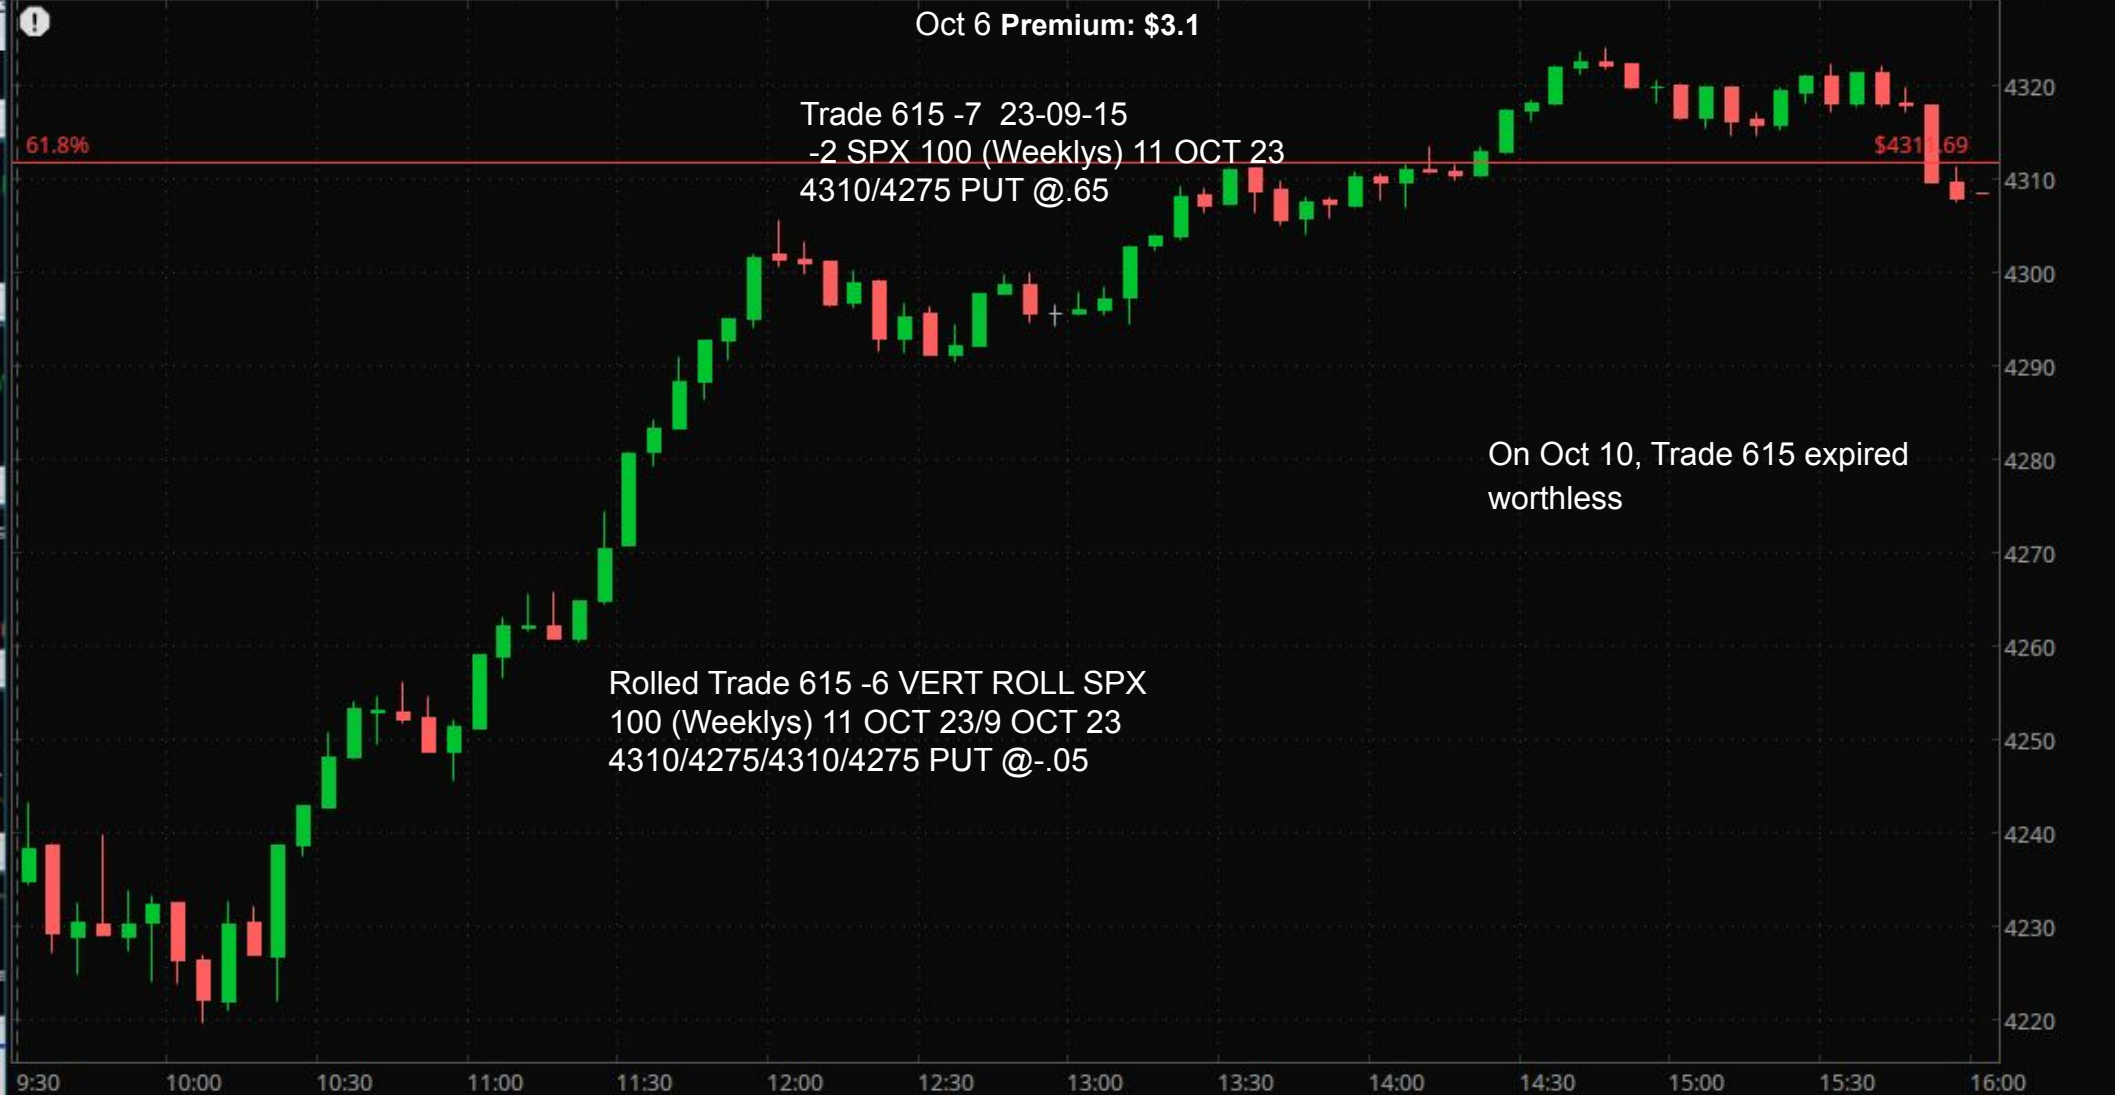 Oct 6 Premium: $3.1
Trade 615 -7  23-09-15
-2 SPX 100 (Weeklys) 11 OCT 23
4310/4275 PUT @.65
61.8%
4320
4310
4300
4290
4280
4270
4260
4250
4240
4230
4220
On Oct 10, Trade 615 expired
worthless
Rolled Trade 615 -6 VERT ROLL SPX
100 (Weeklys) 11 OCT 23/9 OCT 23
4310/4275/4310/4275 PUT @-.05
9:30 10:00 10:30 11:00 11:30 12:00 12:30 13:00 13:30 14:00 14:30 15:00 15:30 16:00